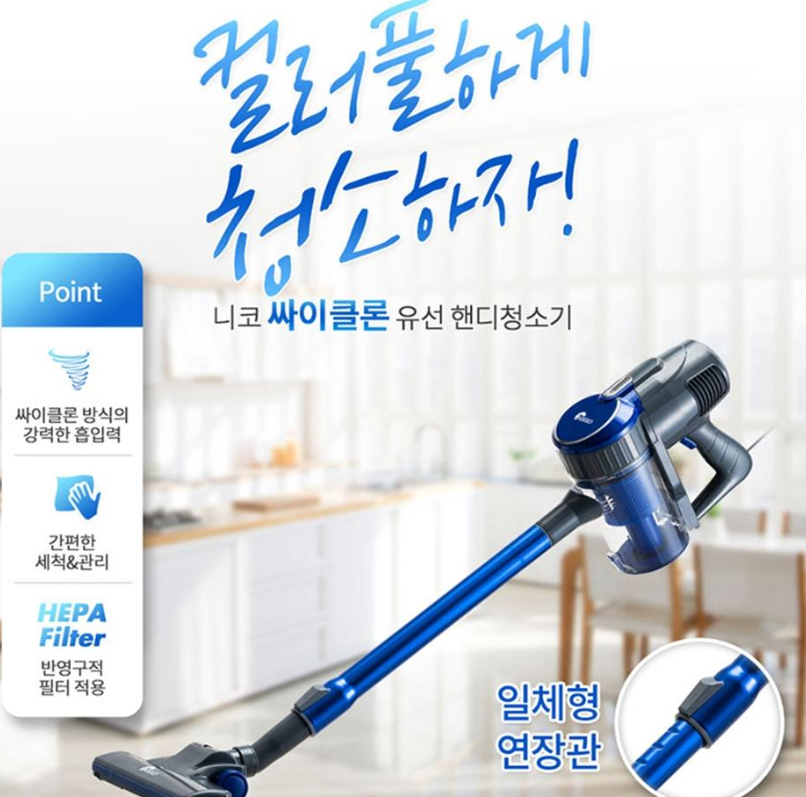 컬러풀하게
청소하자!
니코 싸이클론 유선 핸디청소기
Point
싸이클론 방식의
강력한 흡입력
간편한
세척&관리
HEPA
Filter
반영구적
필터 적용
일체형
연장관